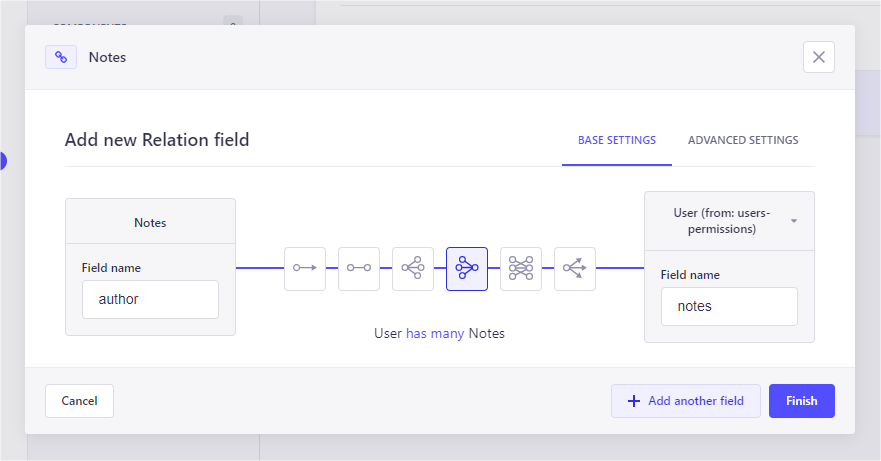 Notes
Add new Relation field
BASE SETTINGS
ADVANCED SETTINGS
Notes
Field name
author
User (from: users-
permissions)
Field name
notes
User has many Notes
Cancel
Add another field
Finish